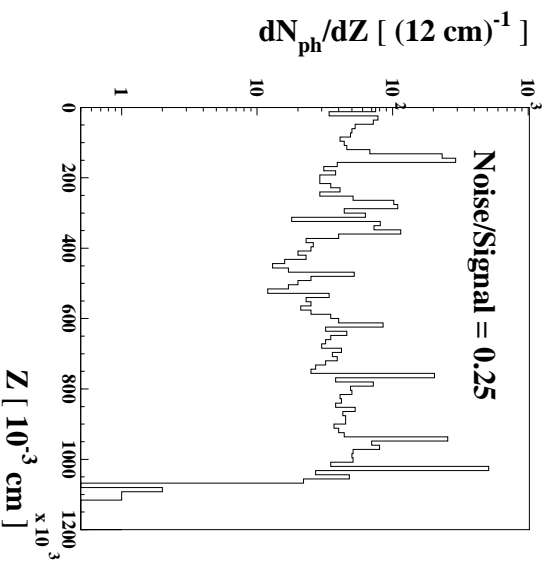 dN_ph/dZ [ (12 cm)^-1 ]
10^3
10^2
10
1
Noise/Signal = 0.25
0 200 400 600 800 1000 1200
x 10^3
Z [ 10^-3 cm ]